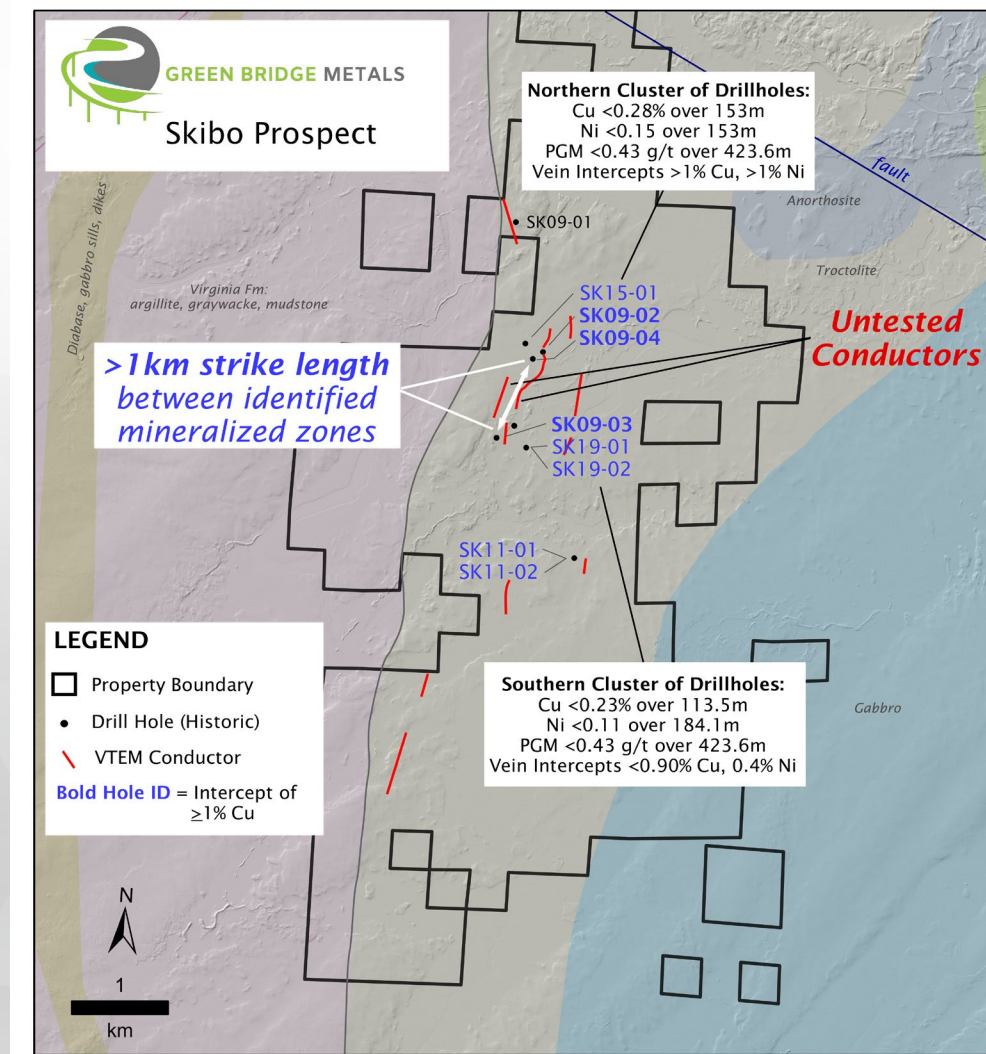 GREEN BRIDGE METALS
Skibo Prospect
Northern Cluster of Drillholes:
Cu <0.28% over 153m
Ni <0.15 over 153m
PGM <0.43 g/t over 423.6m
Vein Intercepts >1% Cu, >1% Ni
fault
Anorthosite
Troctolite
Diabase, gabbro sills, dikes
Virginia Fm:
argillite, graywacke, mudstone
SK09-01
SK15-01
SK09-02
SK09-04
Untested
Conductors
>1km strike length
between identified
mineralized zones
SK09-03
SK19-01
SK19-02
SK11-01
SK11-02
LEGEND
Property Boundary
Drill Hole (Historic)
VTEM Conductor
Bold Hole ID = Intercept of
≥1% Cu
Southern Cluster of Drillholes:
Cu <0.23% over 113.5m
Ni <0.11 over 184.1m
PGM <0.43 g/t over 423.6m
Vein Intercepts <0.90% Cu, 0.4% Ni
Gabbro
N
1
km